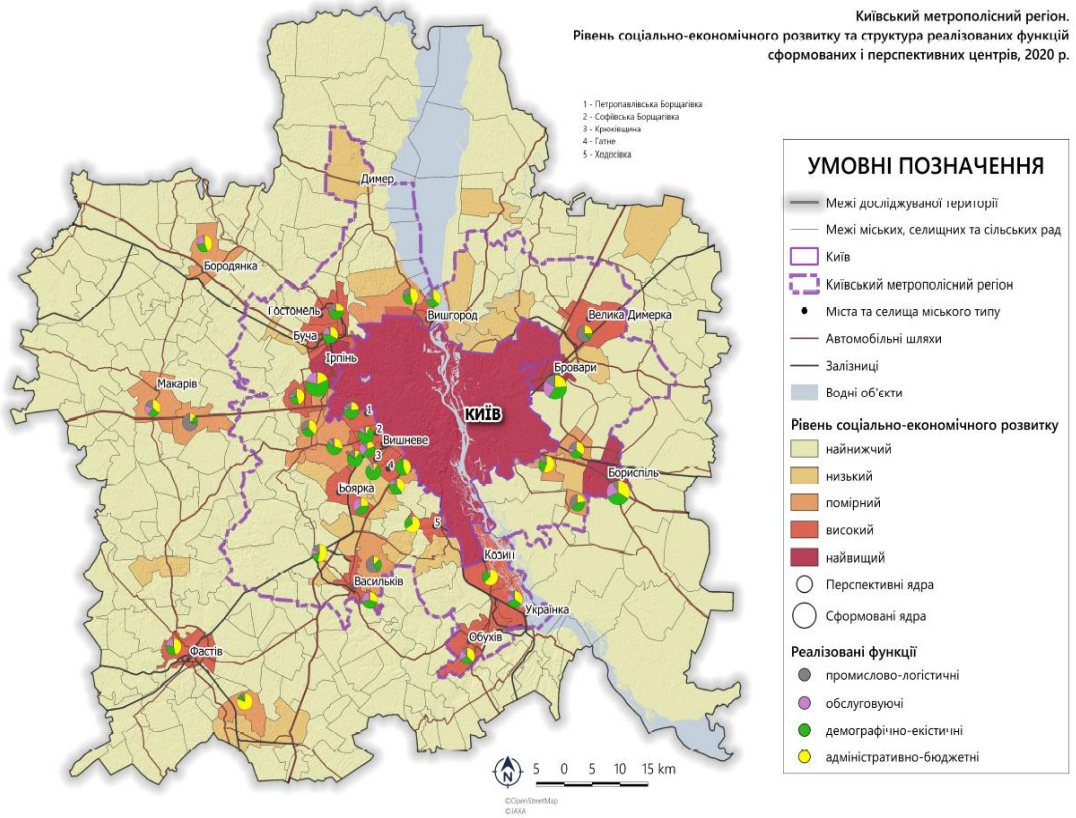 Київський метрополісний регіон.
Рівень соціально-економічного розвитку та структура реалізованих функцій
сформованих і перспективних центрів, 2020 р.
1 - Петропавлівська Борщагівка
2 - Софіївська Борщагівка
3 - Крюківщина
4 - Гатне
5 - Ходосівка
УМОВНІ ПОЗНАЧЕННЯ
Межі досліджуваної території
Межі міських, селищних та сільських рад
Київ
Київський метрополісний регіон
Міста та селища міського типу
Автомобільні шляхи
Залізниці
Водні об'єкти
Рівень соціально-економічного розвитку
найнижчий
низький
помірний
високий
найвищий
Перспективні ядра
Сформовані ядра
Реалізовані функції
промислово-логістичні
обслуговуючі
демографічно-екістичні
адміністративно-бюджетні
Димер
Бородянка
Гостомель
Вишгород
Велика Димерка
Буча
Ірпінь
Бровари
Макарів
КИЇВ
1
2
Вишневе
3
4
Бориспіль
Боярка
5
Козин
Васильків
Українка
Обухів
Фастів
N
5 0 5 10 15 km
©OpenStreetMap
©JAXA